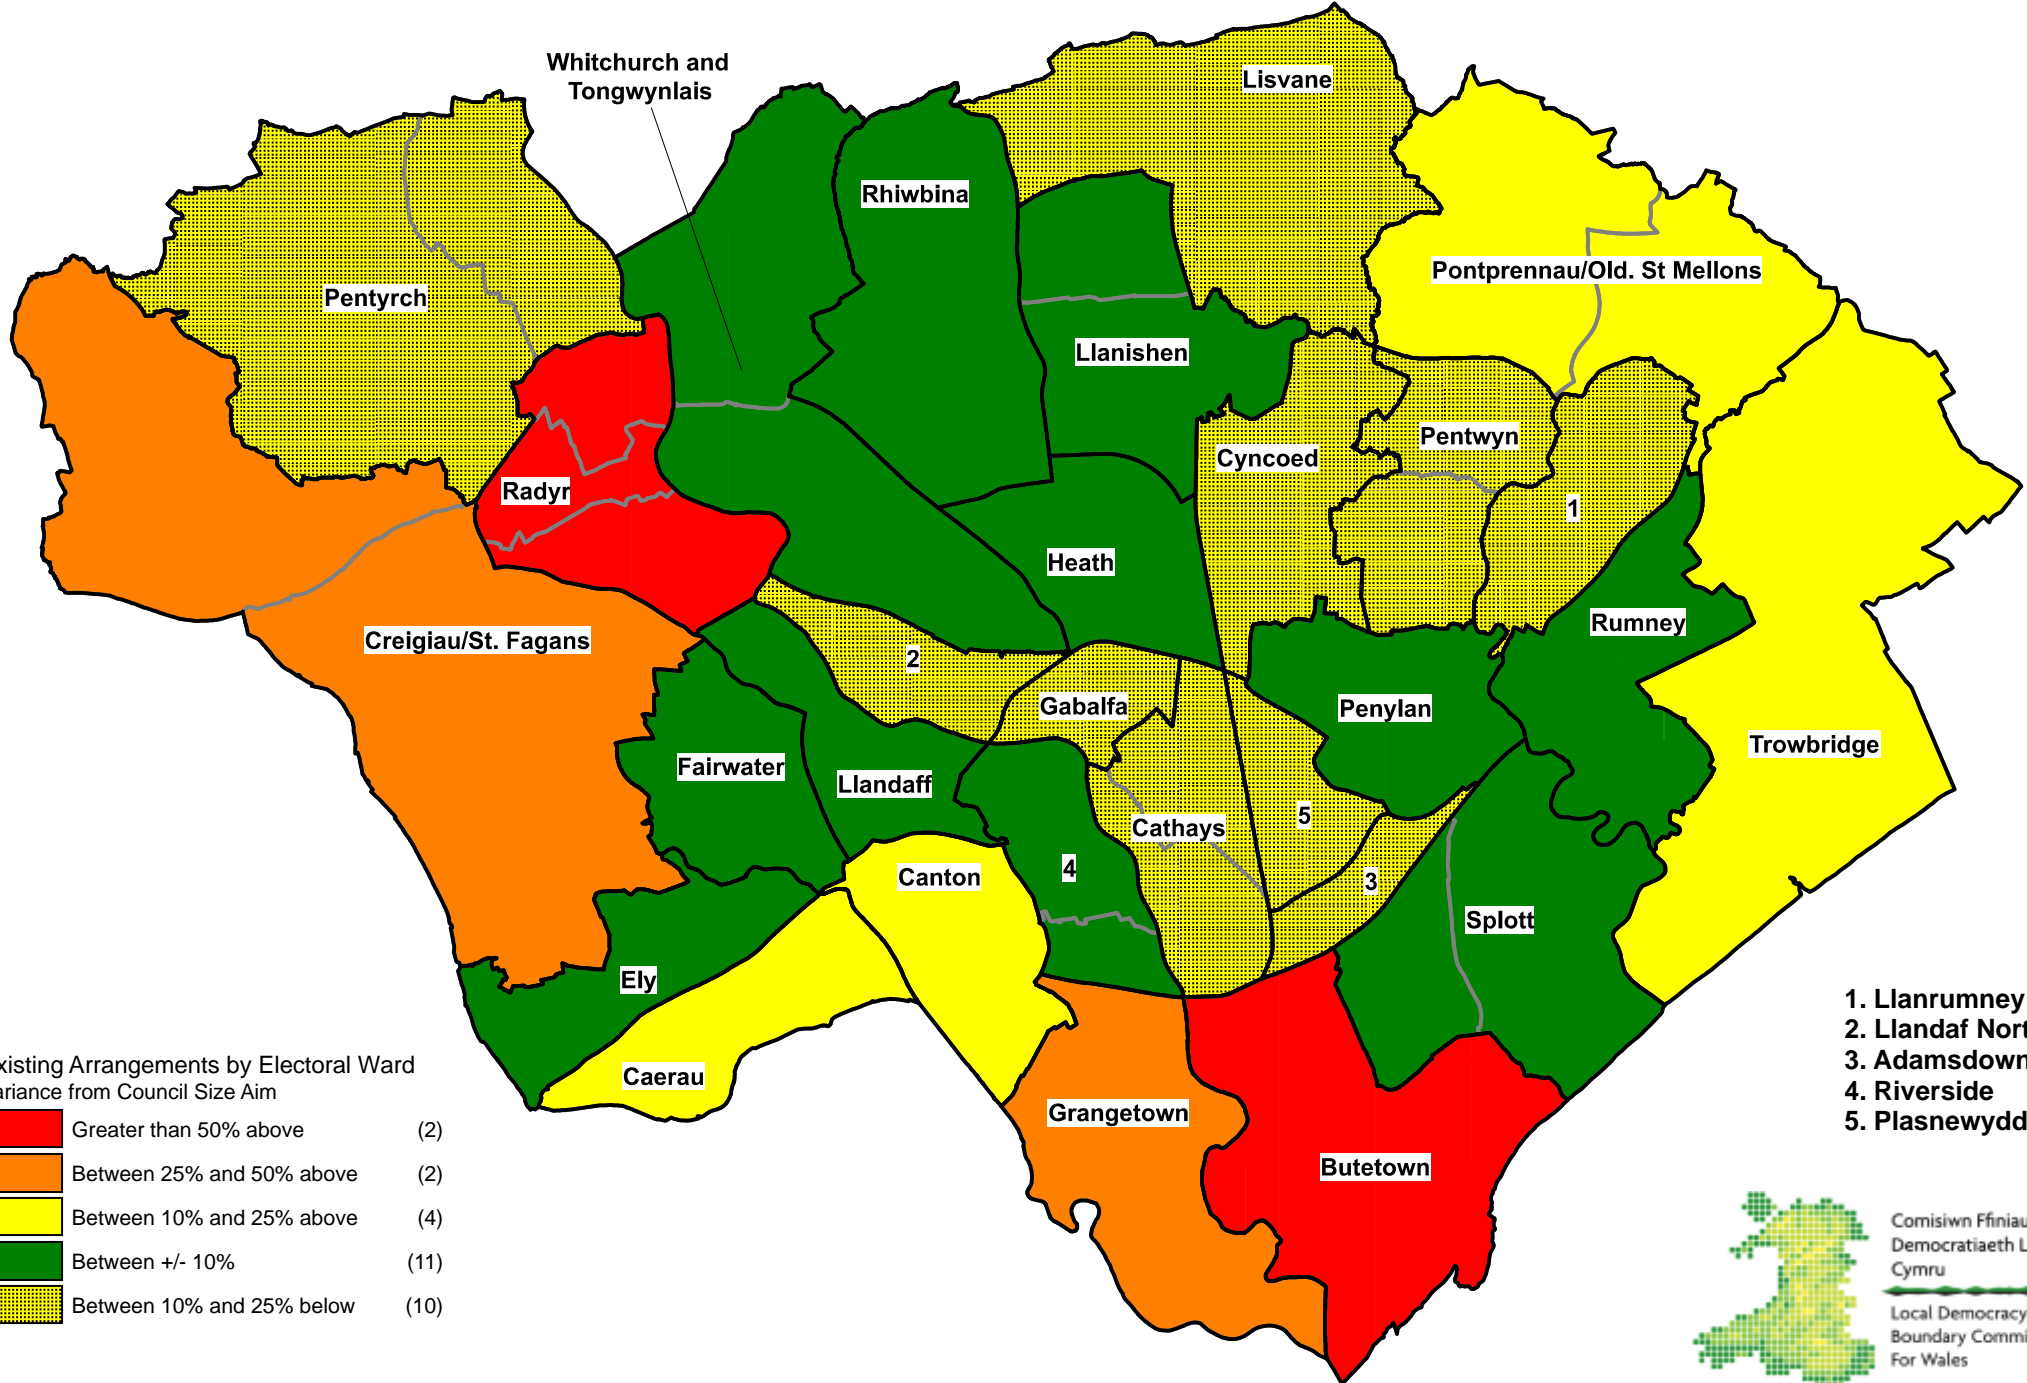 Whitchurch and
Tongwynlais
Lisvane
Rhiwbina
Pontprennau/Old. St Mellons
Pentyrch
Llanishen
Pentwyn
Cyncoed
Radyr
1
Heath
Rumney
Creigiau/St. Fagans
2
Gabalfa
Penylan
Trowbridge
Fairwater
Llandaff
5
Cathays
4
Canton
3
Splott
Ely
Caerau
Grangetown
Butetown
xisting Arrangements by Electoral Ward
ariance from Council Size Aim
Greater than 50% above (2)
Between 25% and 50% above (2)
Between 10% and 25% above (4)
Between +/- 10% (11)
Between 10% and 25% below (10)
1. Llanrumney
2. Llandaf Nort
3. Adamsdown
4. Riverside
5. Plasnewydd
Comisiwn Ffiniau
Democratiaeth L
Cymru
Local Democracy
Boundary Commi
For Wales